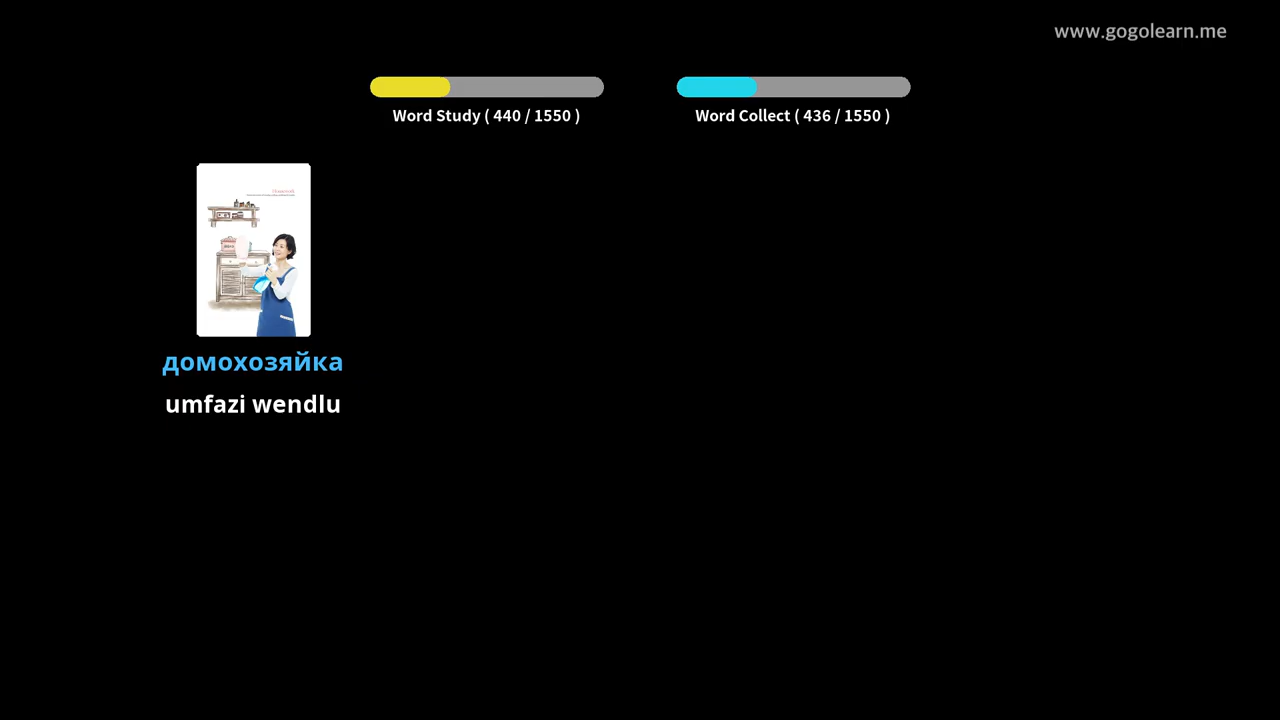 www.gogolearn.me
Word Study ( 440 / 1550 )
Word Collect ( 436 / 1550 )
домохозяйка
umfazi wendlu